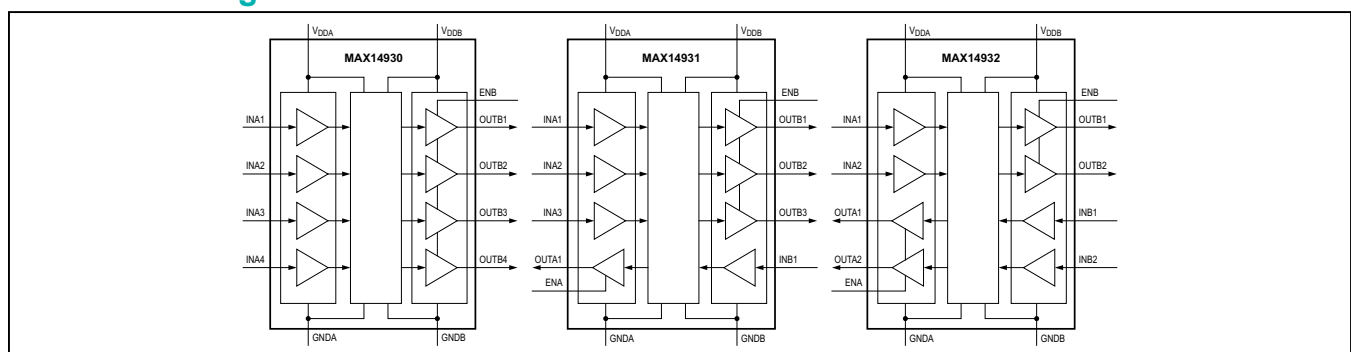 VDDA VDDB
MAX14930
ENB
INA1 OUTB1
INA2 OUTB2
INA3 OUTB3
INA4 OUTB4
GNDA GNDB
VDDA VDDB
MAX14931
ENB
INA1 OUTB1
INA2 OUTB2
INA3 OUTB3
OUTA1 INB1
ENA
GNDA GNDB
VDDA VDDB
MAX14932
ENB
INA1 OUTB1
INA2 OUTB2
OUTA1 INB1
OUTA2 INB2
ENA
GNDA GNDB